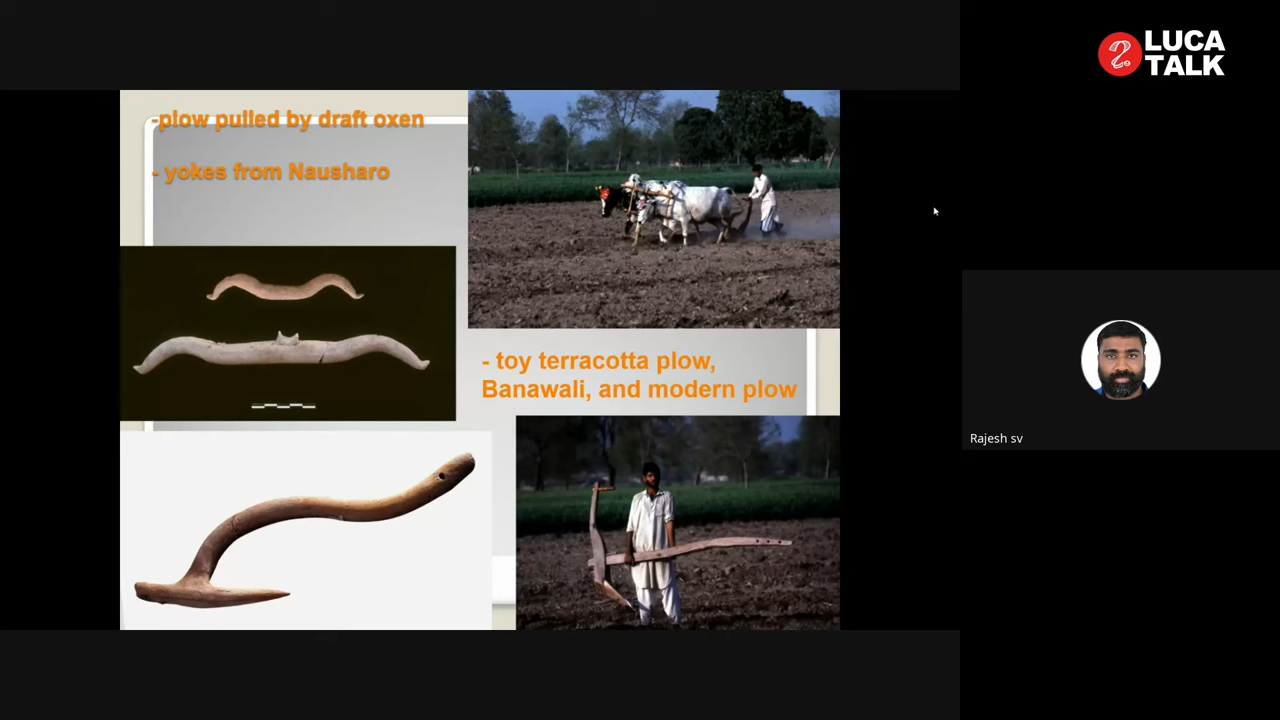 -plow pulled by draft oxen
- yokes from Nausharo
- toy terracotta plow,
Banawali, and modern plow
LUCA
TALK
Rajesh sv